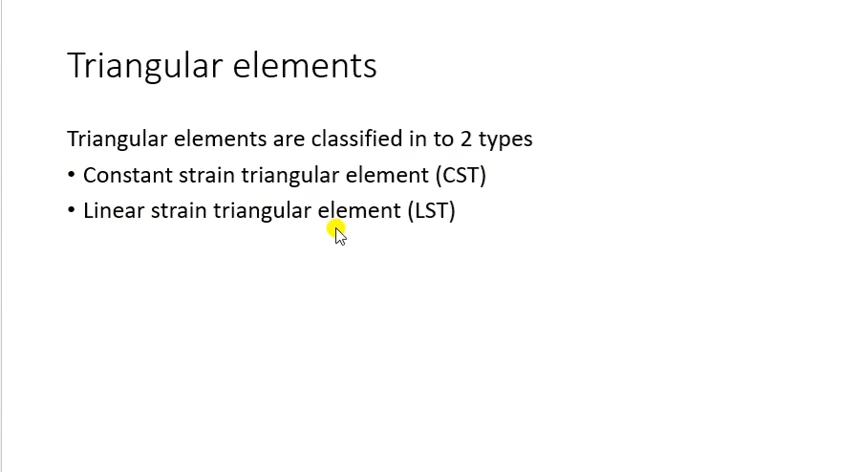 Triangular elements
Triangular elements are classified in to 2 types
• Constant strain triangular element (CST)
• Linear strain triangular element (LST)